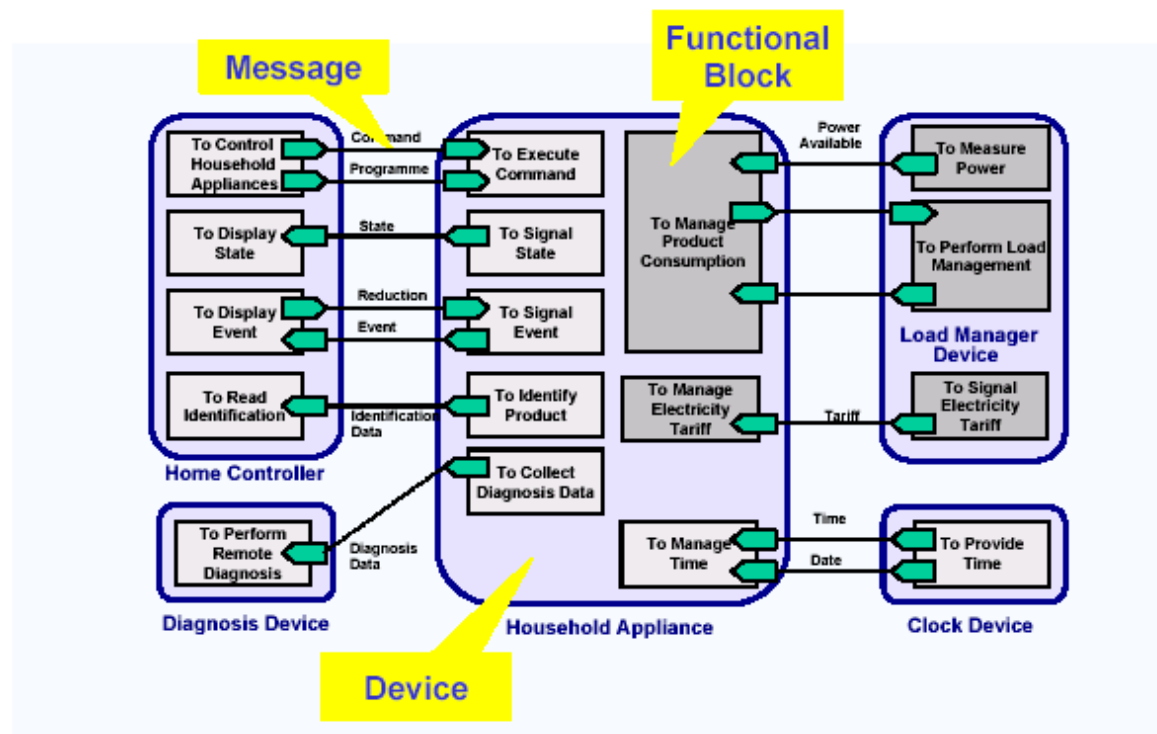 Message
Functional
Block
To Control
Household
Appliances
Command
Programme
To Execute
Command
To Display
State
State
To Signal
State
To Display
Event
Reduction
Event
To Signal
Event
To Read
Identification
Identification
Data
To Identify
Product
Home Controller
To Collect
Diagnosis Data
To Perform
Remote
Diagnosis
Diagnosis
Data
Diagnosis Device
To Manage
Product
Consumption
To Manage
Electricity
Tariff
To Manage
Time
Household Appliance
Power
Available
To Measure
Power
To Perform Load
Management
Load Manager
Device
Tariff
To Signal
Electricity
Tariff
Time
Date
To Provide
Time
Clock Device
Device